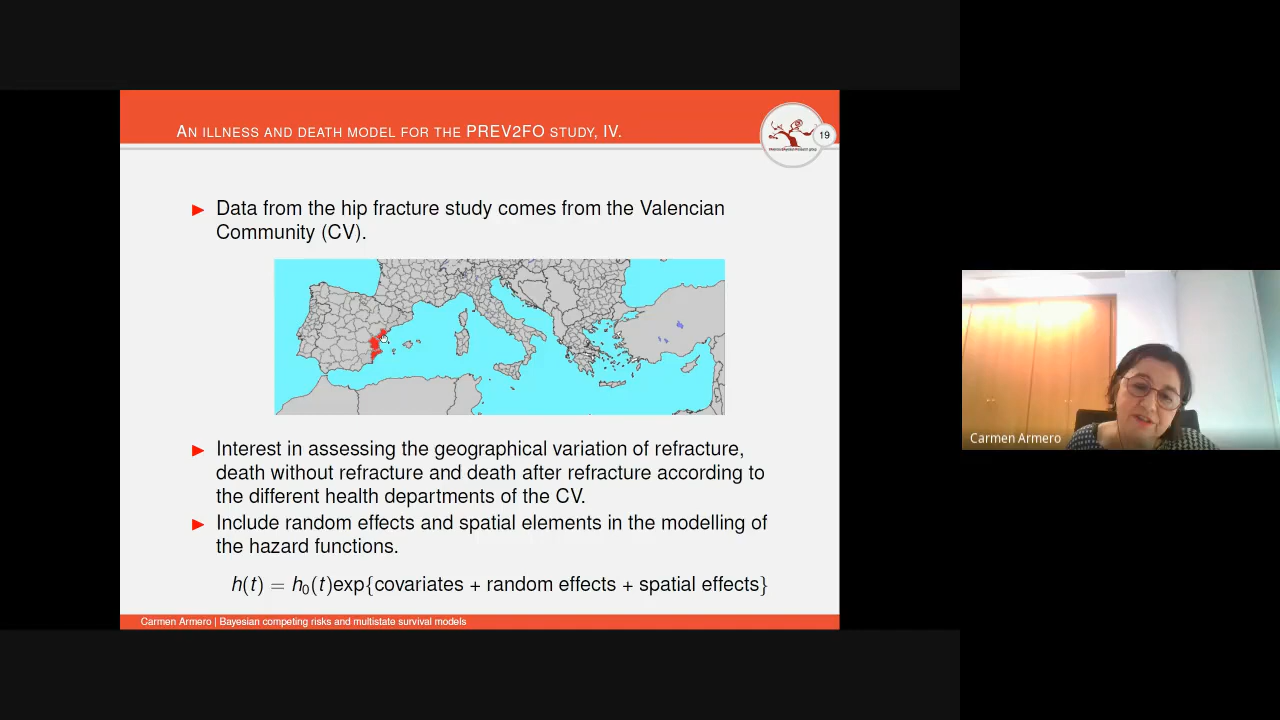 AN ILLNESS AND DEATH MODEL FOR THE PREV2FO STUDY, IV.
19
► Data from the hip fracture study comes from the Valencian
Community (CV).
► Interest in assessing the geographical variation of refracture,
death without refracture and death after refracture according to
the different health departments of the CV.
► Include random effects and spatial elements in the modelling of
the hazard functions.
h(t) = h₀(t)exp{covariates + random effects + spatial effects}
Carmen Armero | Bayesian competing risks and multistate survival models
Carmen Armero